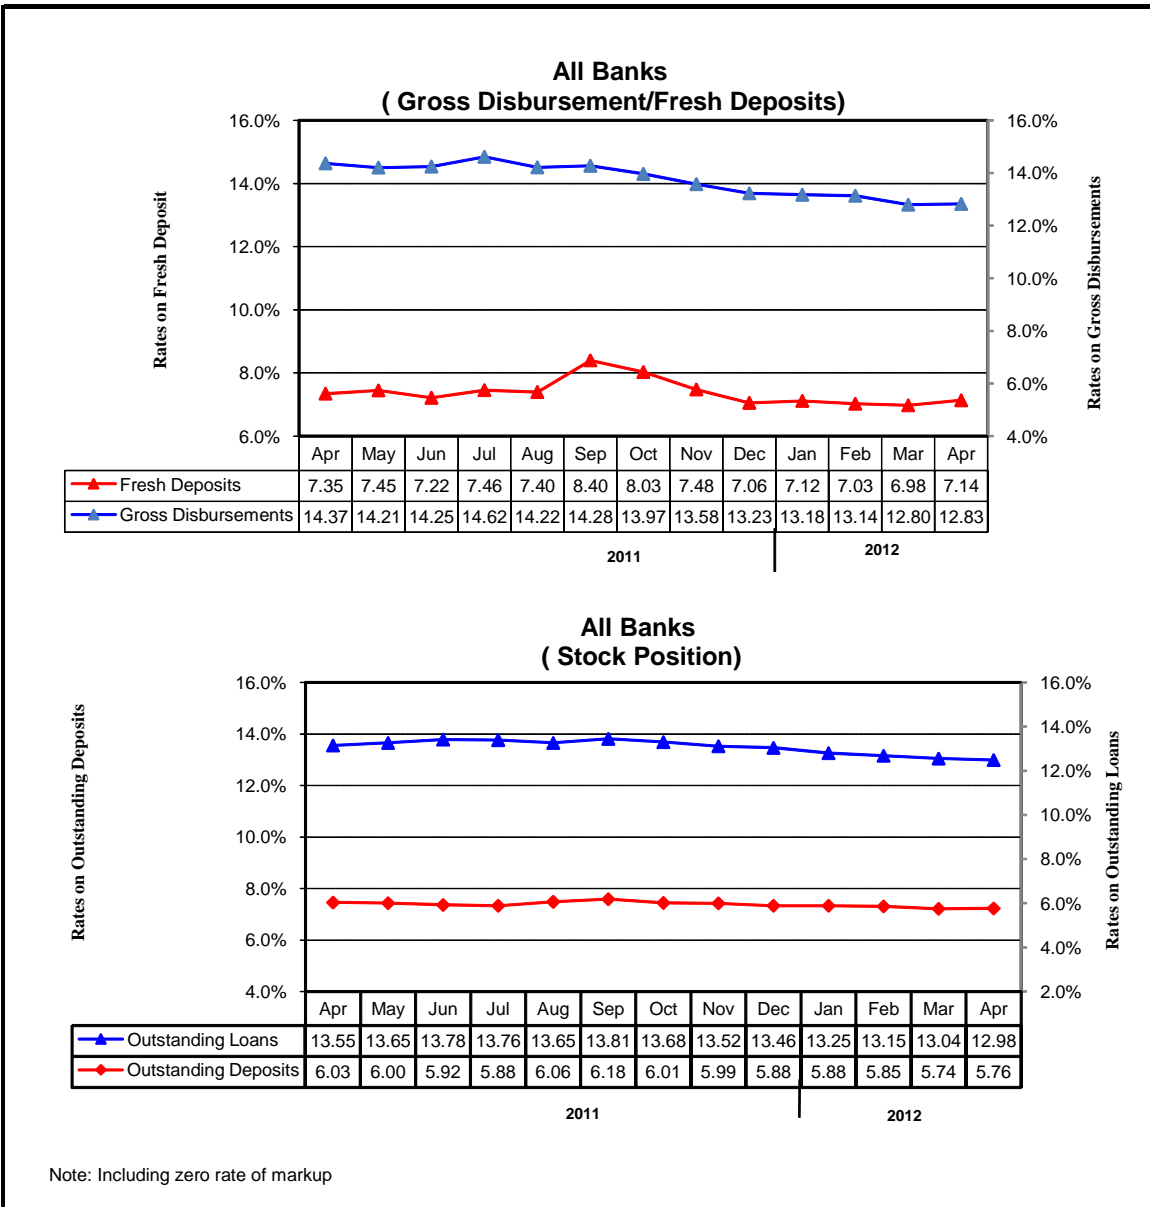 All Banks
( Gross Disbursement/Fresh Deposits)
Rates on Fresh Deposit
16.0%
14.0%
12.0%
10.0%
8.0%
6.0%
16.0%
14.0%
12.0%
10.0%
8.0%
6.0%
4.0%
Rates on Gross Disbursements
Apr May Jun Jul Aug Sep Oct Nov Dec Jan Feb Mar Apr
Fresh Deposits 7.35 7.45 7.22 7.46 7.40 8.40 8.03 7.48 7.06 7.12 7.03 6.98 7.14
Gross Disbursements 14.37 14.21 14.25 14.62 14.22 14.28 13.97 13.58 13.23 13.18 13.14 12.80 12.83
2011 2012
All Banks
( Stock Position)
Rates on Outstanding Deposits
16.0%
14.0%
12.0%
10.0%
8.0%
6.0%
4.0%
16.0%
14.0%
12.0%
10.0%
8.0%
6.0%
4.0%
2.0%
Rates on Outstanding Loans
Apr May Jun Jul Aug Sep Oct Nov Dec Jan Feb Mar Apr
Outstanding Loans 13.55 13.65 13.78 13.76 13.65 13.81 13.68 13.52 13.46 13.25 13.15 13.04 12.98
Outstanding Deposits 6.03 6.00 5.92 5.88 6.06 6.18 6.01 5.99 5.88 5.88 5.85 5.74 5.76
2011 2012
Note: Including zero rate of markup